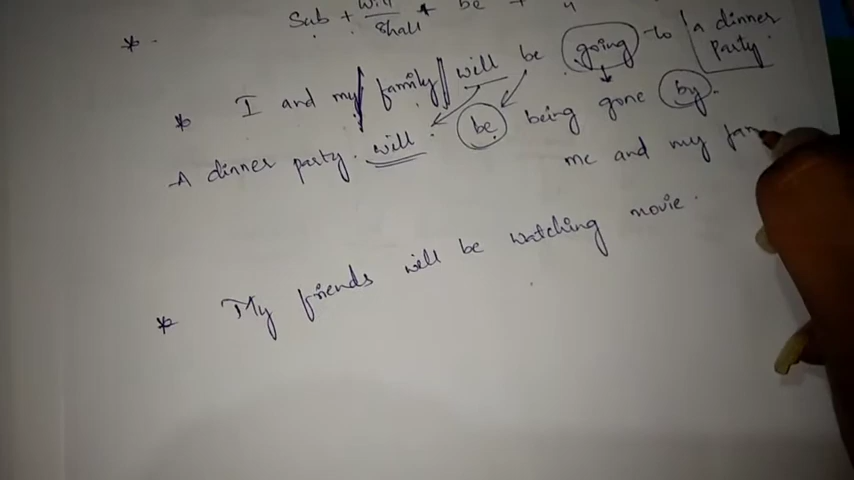 Sub + will/shall + be +
* I and my family will be going to a dinner party.
A dinner party will be being gone by.
me and my fam
* My friends will be watching movie.